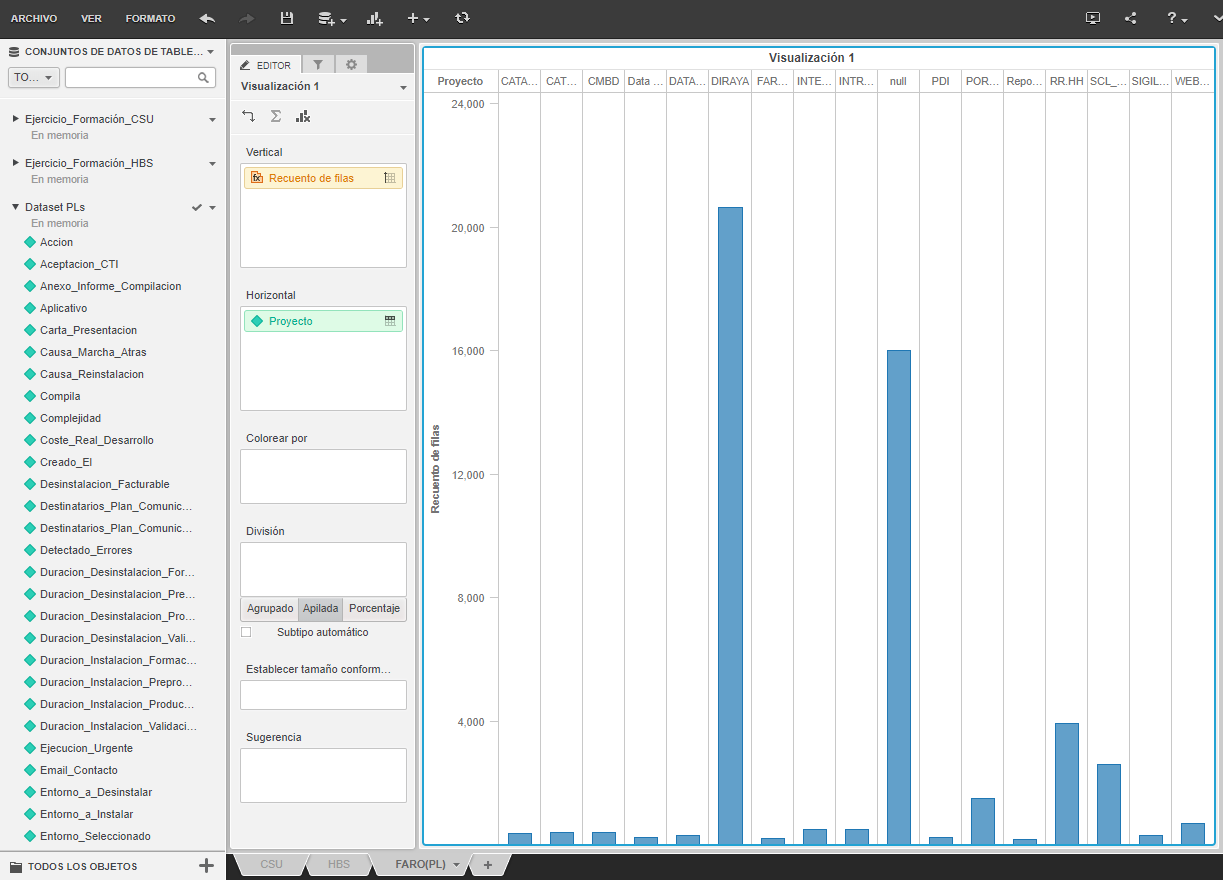 ARCHIVO VER FORMATO ?
CONJUNTOS DE DATOS DE TABLE...
TO...
Ejercicio_Formación_CSU
En memoria
Ejercicio_Formación_HBS
En memoria
Dataset PLs
En memoria
Accion
Aceptacion_CTI
Anexo_Informe_Compilacion
Aplicativo
Carta_Presentacion
Causa_Marcha_Atras
Causa_Reinstalacion
Compila
Complejidad
Coste_Real_Desarrollo
Creado_El
Desinstalacion_Facturable
Destinatarios_Plan_Comunic...
Destinatarios_Plan_Comunic...
Detectado_Errores
Duracion_Desinstalacion_For...
Duracion_Desinstalacion_Pre...
Duracion_Desinstalacion_Pro...
Duracion_Desinstalacion_Vali...
Duracion_Instalacion_Formac...
Duracion_Instalacion_Prepro...
Duracion_Instalacion_Produc...
Duracion_Instalacion_Validaci...
Ejecucion_Urgente
Email_Contacto
Entorno_a_Desinstalar
Entorno_a_Instalar
Entorno_Seleccionado
TODOS LOS OBJETOS
EDITOR
Visualización 1
Vertical
fx Recuento de filas
Horizontal
Proyecto
Colorear por
División
Agrupado Apilada Porcentaje
Subtipo automático
Establecer tamaño conform...
Sugerencia
Visualización 1
Proyecto CATA... CAT... CMBD Data ... DATA... DIRAYA FAR... INTE... INTR... null PDI POR... Repo... RR.HH SCL_... SIGIL... WEB...
24,000
20,000
16,000
12,000
8,000
4,000
Recuento de filas
CSU HBS FARO(PL)